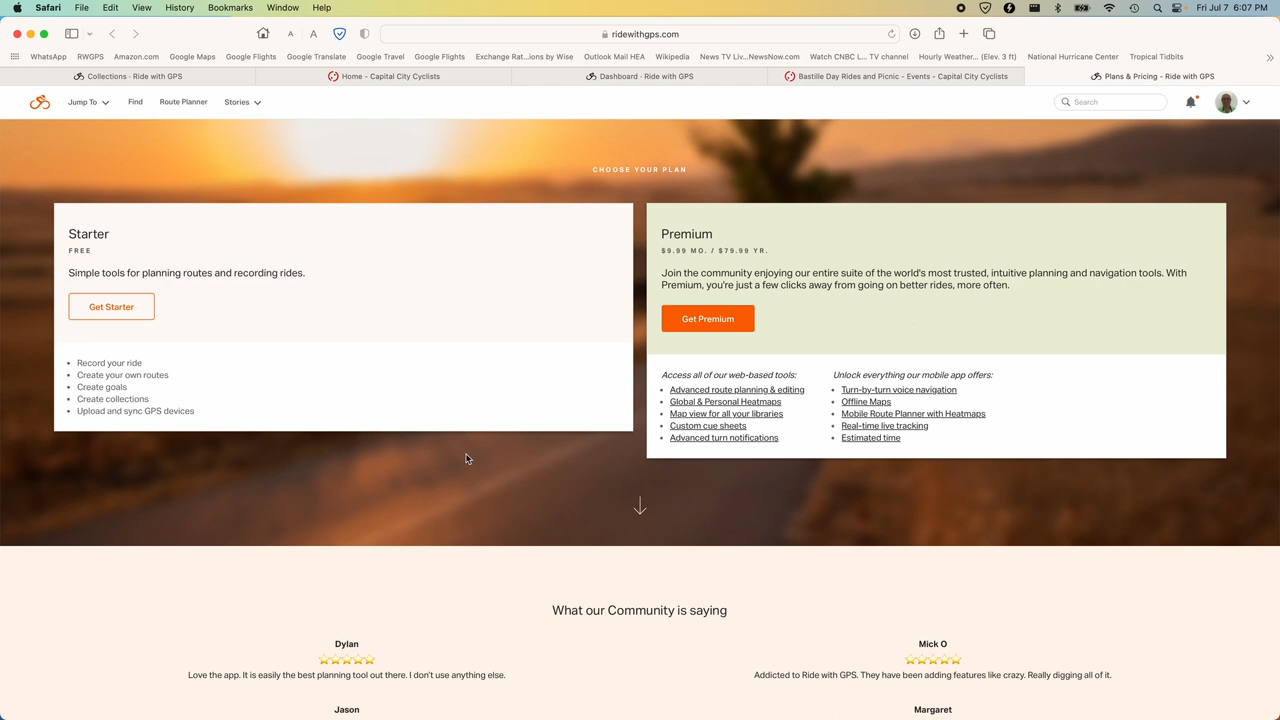 Safari File Edit View History Bookmarks Window Help Fri Jul 7 6:07 PM
A A ridewithgps.com
WhatsApp RWGPS Amazon.com Google Maps Google Flights Google Translate Google Travel Google Flights Exchange Rat...ions by Wise Outlook Mail HEA Wikipedia News TV Liv...NewsNow.com Watch CNBC L... TV channel Hourly Weather... (Elev. 3 ft) National Hurricane Center Tropical Tidbits
Collections · Ride with GPS Home - Capital City Cyclists Dashboard · Ride with GPS Bastille Day Rides and Picnic - Events - Capital City Cyclists Plans & Pricing · Ride with GPS
Jump To Find Route Planner Stories Search
CHOOSE YOUR PLAN
Starter
FREE
Simple tools for planning routes and recording rides.
Get Starter
• Record your ride
• Create your own routes
• Create goals
• Create collections
• Upload and sync GPS devices
Premium
$9.99 MO. / $79.99 YR.
Join the community enjoying our entire suite of the world's most trusted, intuitive planning and navigation tools. With
Premium, you're just a few clicks away from going on better rides, more often.
Get Premium
Access all of our web-based tools:
• Advanced route planning & editing
• Global & Personal Heatmaps
• Map view for all your libraries
• Custom cue sheets
• Advanced turn notifications
Unlock everything our mobile app offers:
• Turn-by-turn voice navigation
• Offline Maps
• Mobile Route Planner with Heatmaps
• Real-time live tracking
• Estimated time
What our Community is saying
Dylan
Love the app. It is easily the best planning tool out there. I don't use anything else.
Mick O
Addicted to Ride with GPS. They have been adding features like crazy. Really digging all of it.
Jason
Margaret